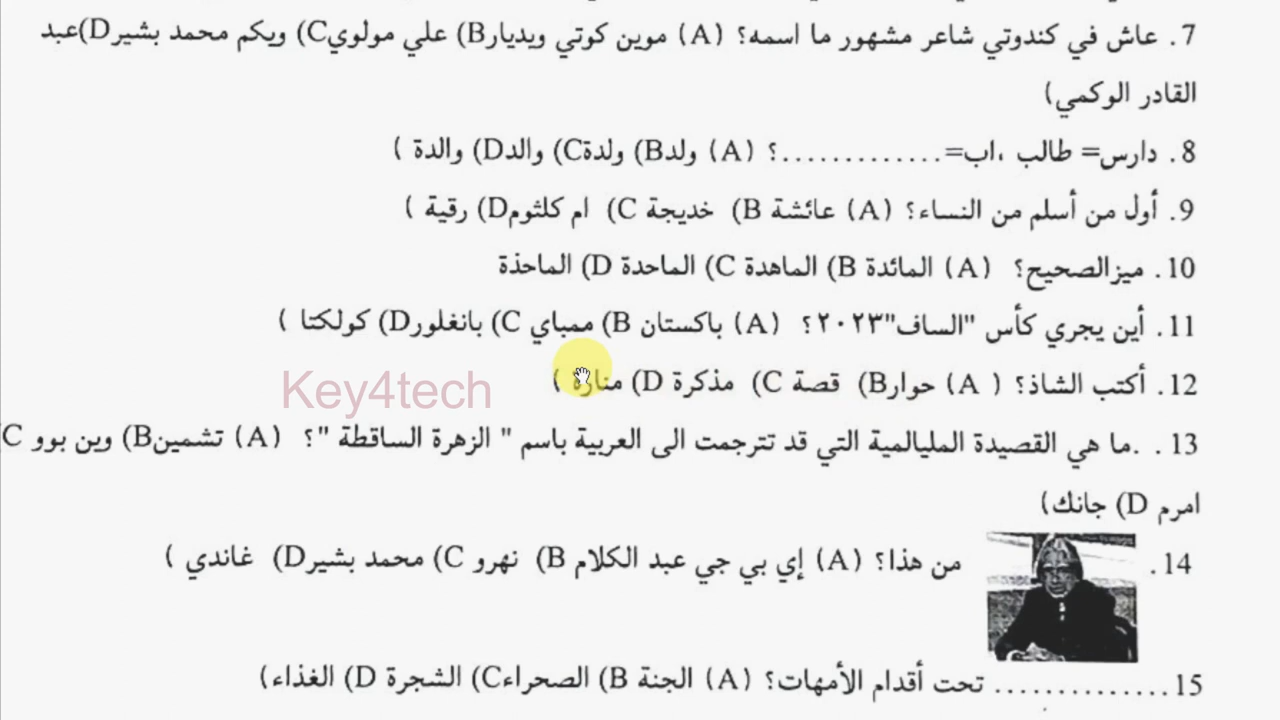 7. عاش في كندوتي شاعر مشهور ما اسمه؟ (A) موين كوتي ويديارB) علي مولويC) ويكم محمد بشيرD)عبد
القادر الوكمي)
8. دارس= طالب ،اب=.............؟ (A) ولدB) ولدةC) والدD) والدة )
9. أول من أسلم من النساء؟ (A) عائشة B) خديجة C) ام كلثومD) رقية )
10. ميزالصحيح؟ (A) المائدة B) الماهدة C) الماحدة D) الماحذة
11. أين يجري كأس "الساف"٢٠٢٣؟ (A) باكستان B) ممباي C) بانغلورD) كولكتا )
12. أكتب الشاذ؟ ( A) حوارB) قصة C) مذكرة D) منارة )
Key4tech
13. .ما هي القصيدة المليالمية التي قد تترجمت الى العربية باسم " الزهرة الساقطة "؟ (A) تشمينB) وين بوو C)
امرم D) جانك)
14. من هذا؟ (A) إي بي جي عبد الكلام B) نهرو C) محمد بشيرD) غاندي )
15.............. تحت أقدام الأمهات؟ (A) الجنة B) الصحراءC) الشجرة D) الغذاء)